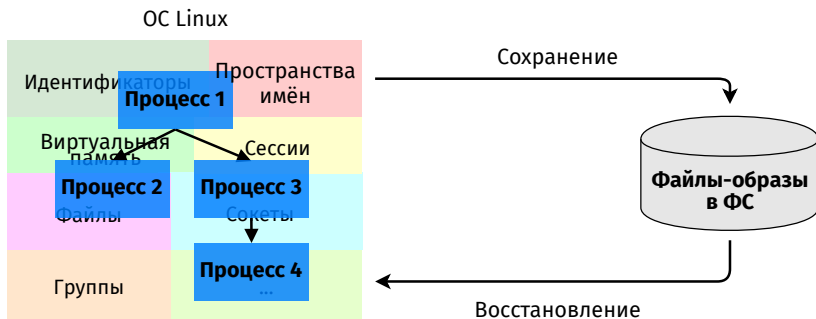 ОС Linux
Сохранение
Идентификаторы
Пространства
имён
Процесс 1
Виртуальная
память
Сессии
Процесс 2
Процесс 3
Файлы-образы
в ФС
Файлы
Сокеты
Процесс 4
Группы
...
Восстановление